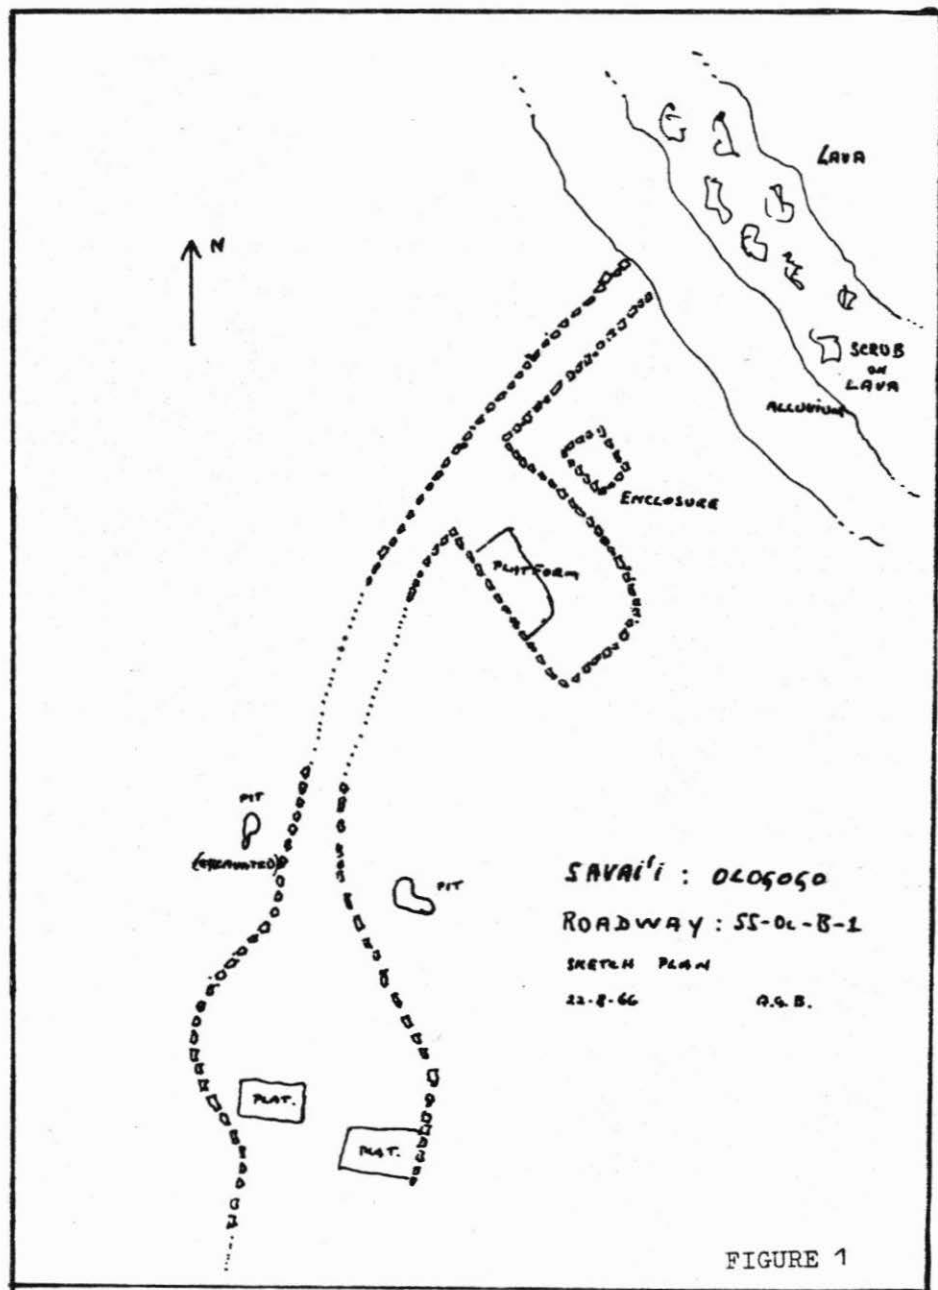 LAVA
N
SCRUB
ON
LAVA
ALLUVIUM
ENCLOSURE
PLATFORM
PIT
(EXCAVATED)
PIT
SAVAI'I : OLOGOGO
ROADWAY : SS-OL-B-1
SKETCH PLAN
22-8-66 A.G.B.
PLAT.
PLAT.
FIGURE 1